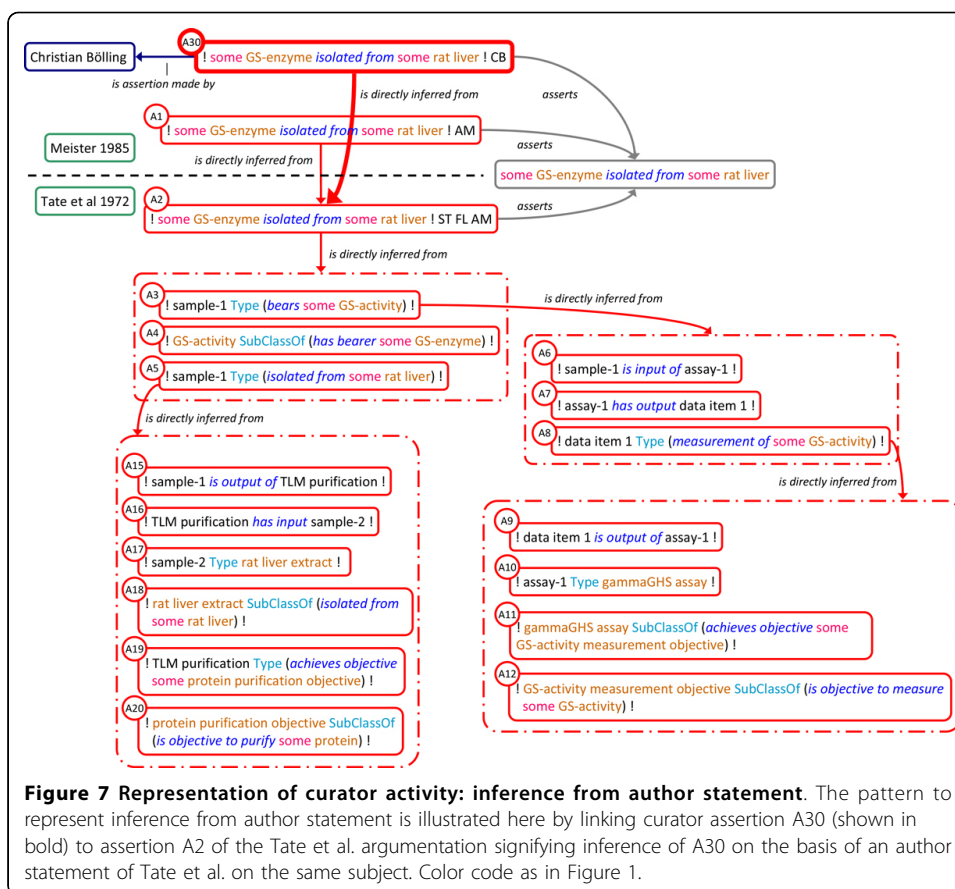 A30
Christian Bölling
! some GS-enzyme isolated from some rat liver ! CB
is assertion made by
is directly inferred from
asserts
A1
! some GS-enzyme isolated from some rat liver ! AM
asserts
Meister 1985
is directly inferred from
some GS-enzyme isolated from some rat liver
Tate et al 1972
A2
! some GS-enzyme isolated from some rat liver ! ST FL AM
asserts
is directly inferred from
A3
! sample-1 Type (bears some GS-activity) !
is directly inferred from
A4
! GS-activity SubClassOf (has bearer some GS-enzyme) !
A5
! sample-1 Type (isolated from some rat liver) !
A6
! sample-1 is input of assay-1 !
A7
! assay-1 has output data item 1 !
A8
! data item 1 Type (measurement of some GS-activity) !
is directly inferred from
is directly inferred from
A15
! sample-1 is output of TLM purification !
A16
! TLM purification has input sample-2 !
A17
! sample-2 Type rat liver extract !
A18
! rat liver extract SubClassOf (isolated from
some rat liver) !
A19
! TLM purification Type (achieves objective
some protein purification objective) !
A20
! protein purification objective SubClassOf
(is objective to purify some protein) !
A9
! data item 1 is output of assay-1 !
A10
! assay-1 Type gammaGHS assay !
A11
! gammaGHS assay SubClassOf (achieves objective some
GS-activity measurement objective) !
A12
! GS-activity measurement objective SubClassOf (is objective to measure
some GS-activity) !
Figure 7 Representation of curator activity: inference from author statement. The pattern to
represent inference from author statement is illustrated here by linking curator assertion A30 (shown in
bold) to assertion A2 of the Tate et al. argumentation signifying inference of A30 on the basis of an author
statement of Tate et al. on the same subject. Color code as in Figure 1.